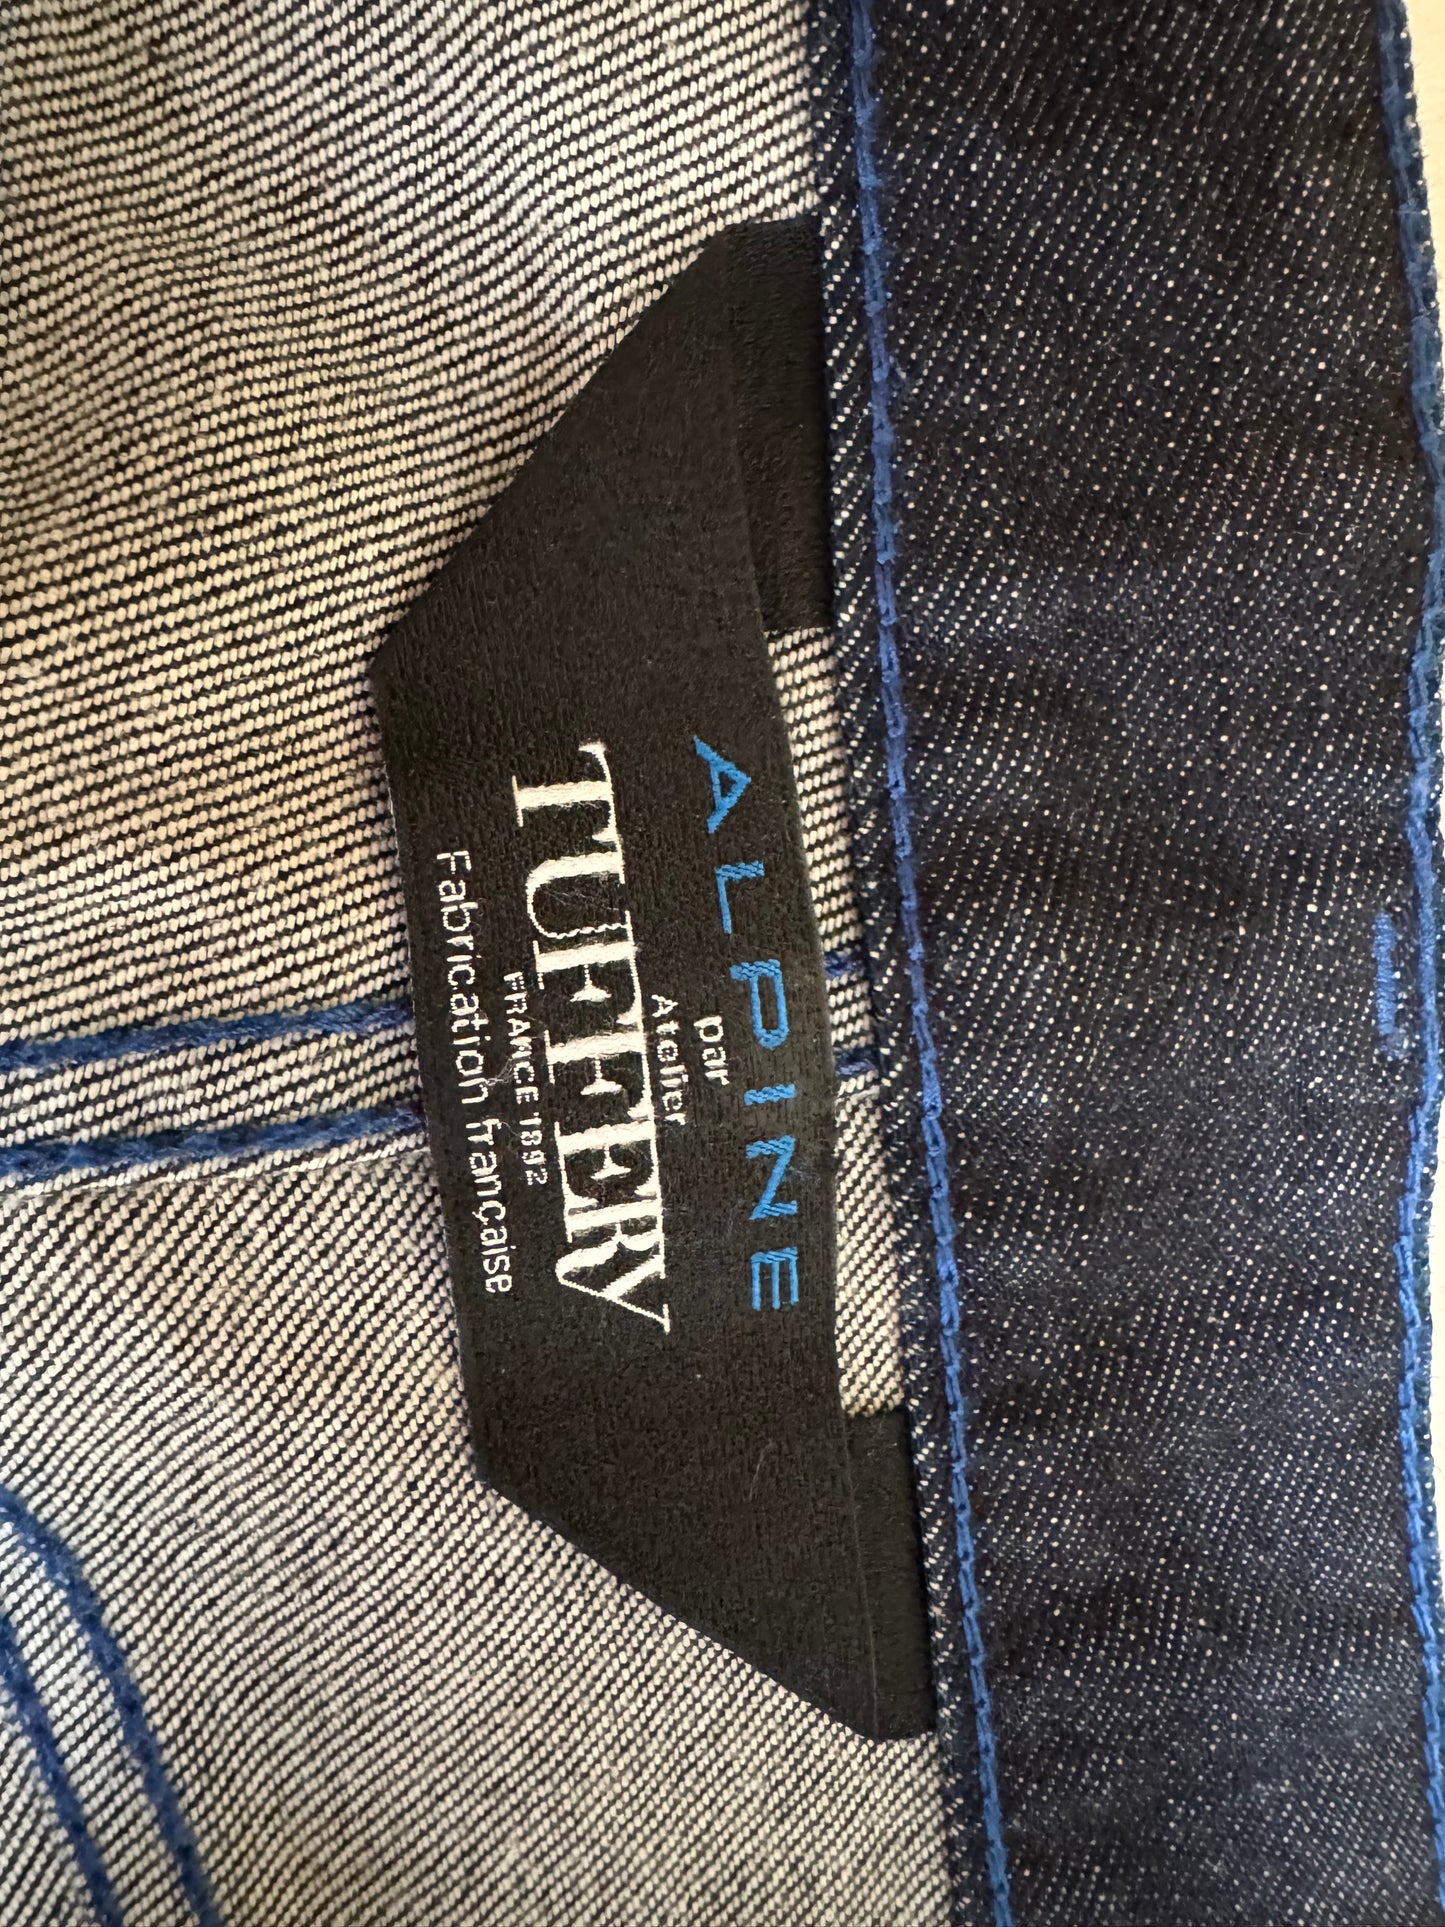 ALPINE
par
Atelier
TUFFERY
FRANCE 1892
Fabrication française